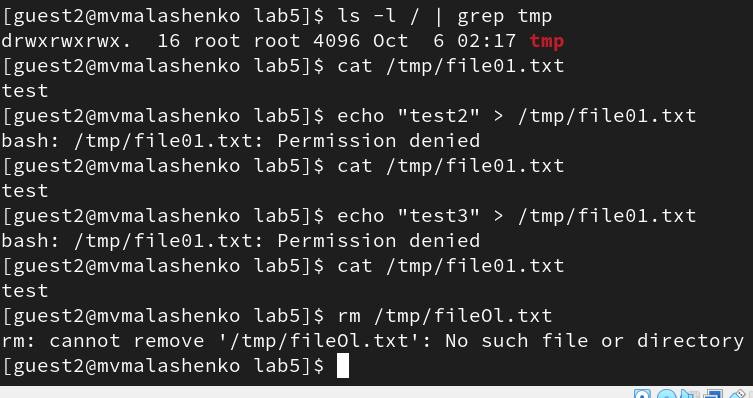 [guest2@mvmalashenko lab5]$ ls -l / | grep tmp
drwxrwxrwx.  16 root root 4096 Oct  6 02:17 tmp
[guest2@mvmalashenko lab5]$ cat /tmp/file01.txt
test
[guest2@mvmalashenko lab5]$ echo "test2" > /tmp/file01.txt
bash: /tmp/file01.txt: Permission denied
[guest2@mvmalashenko lab5]$ cat /tmp/file01.txt
test
[guest2@mvmalashenko lab5]$ echo "test3" > /tmp/file01.txt
bash: /tmp/file01.txt: Permission denied
[guest2@mvmalashenko lab5]$ cat /tmp/file01.txt
test
[guest2@mvmalashenko lab5]$ rm /tmp/fileOl.txt
rm: cannot remove '/tmp/fileOl.txt': No such file or directory
[guest2@mvmalashenko lab5]$